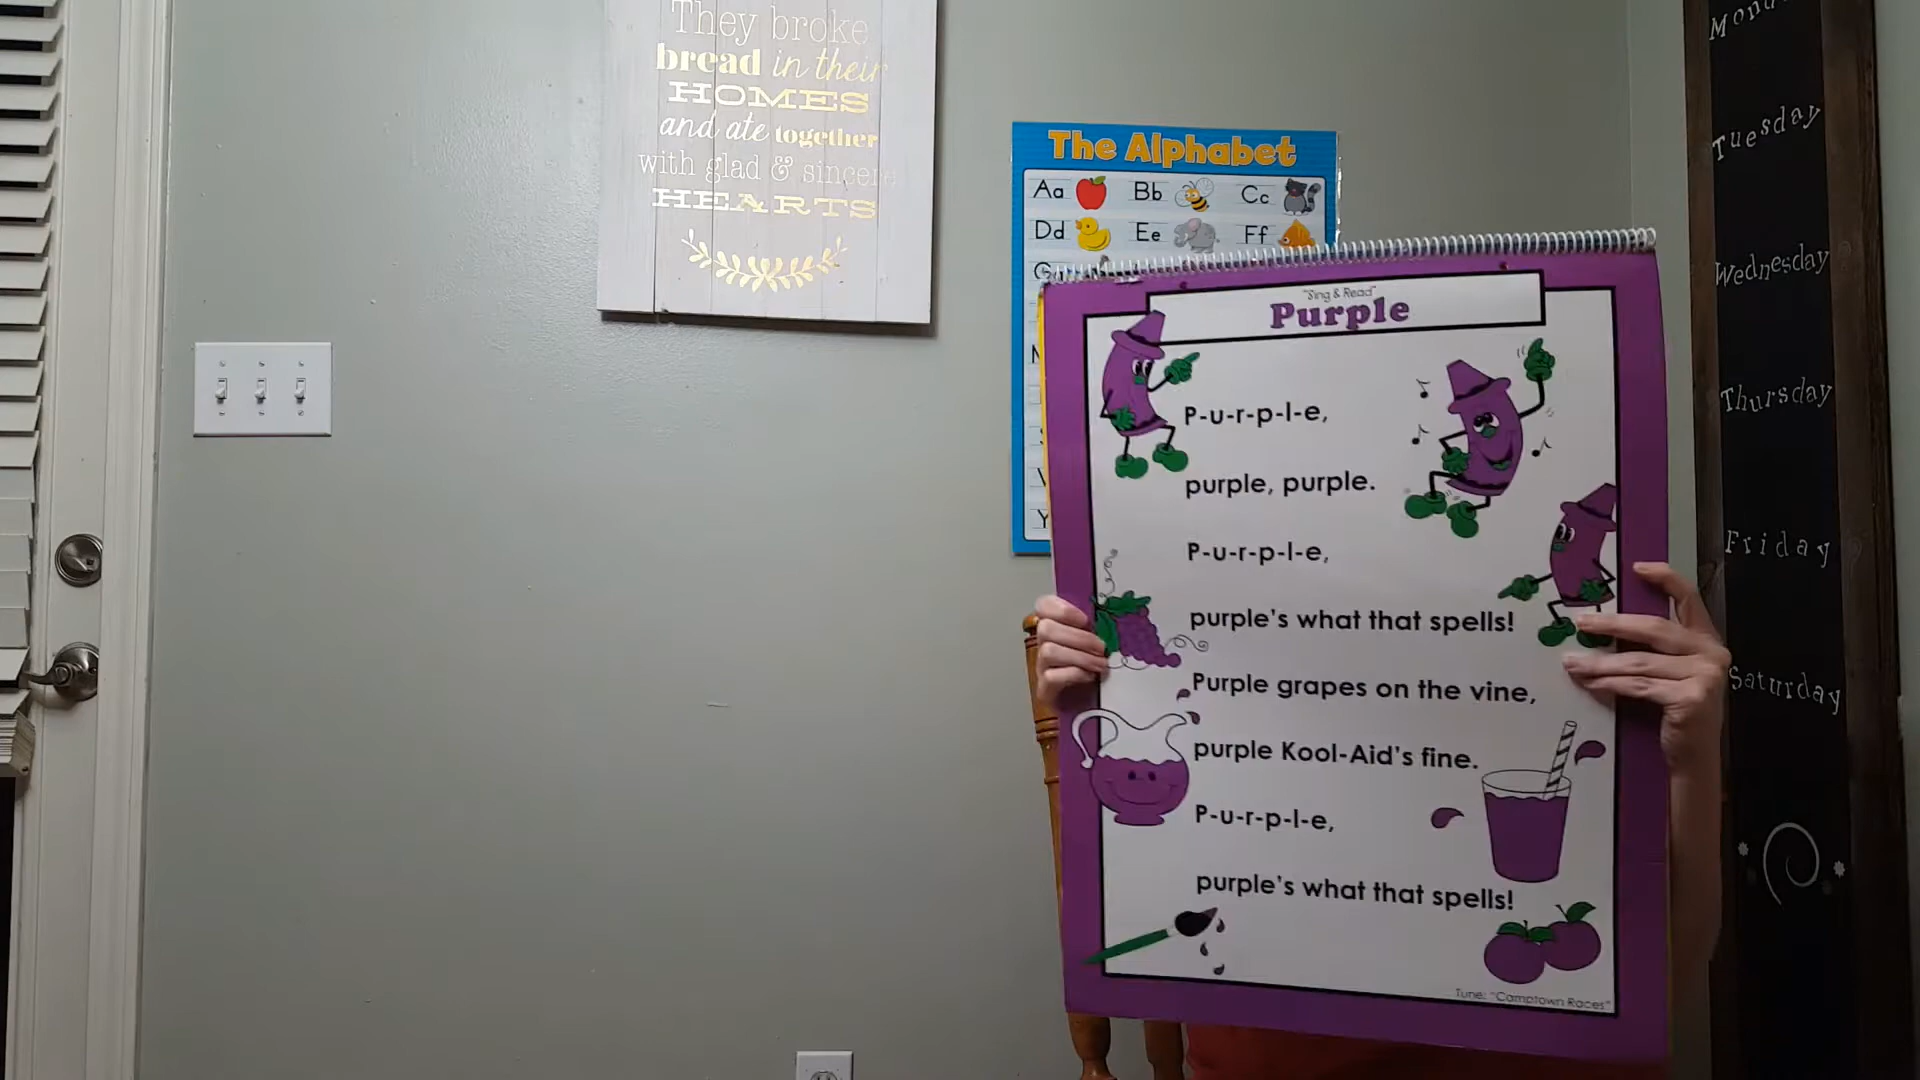 They broke
bread in their
HOMES
and ate together
with glad & sincere
HEARTS
The Alphabet
Aa Bb Cc
Dd Ee Ff
"Sing & Read"
Purple
P-u-r-p-l-e,
purple, purple.
P-u-r-p-l-e,
purple's what that spells!
Purple grapes on the vine,
purple Kool-Aid's fine.
P-u-r-p-l-e,
purple's what that spells!
Tune: "Camptown Races"
Tuesday
Wednesday
Thursday
Friday
Saturday